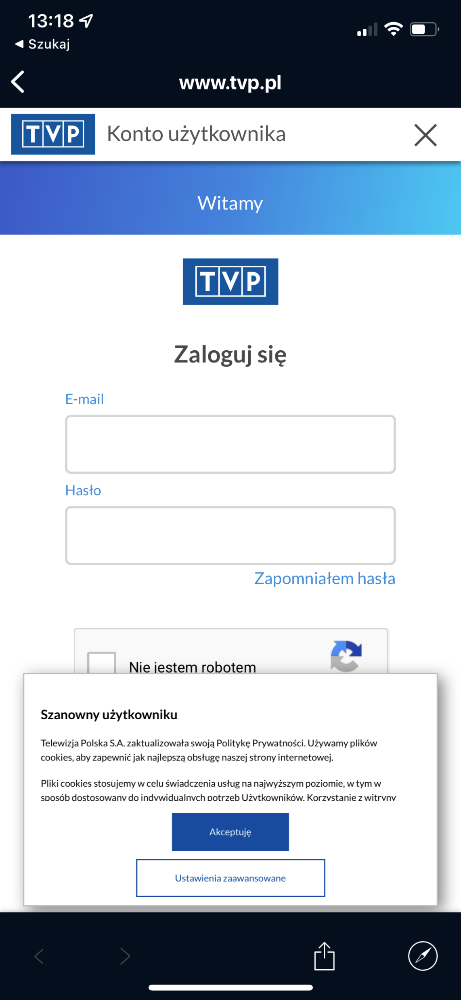 13:18
Szukaj
www.tvp.pl
TVP Konto użytkownika
Witamy
TVP
Zaloguj się
E-mail
Hasło
Zapomniałem hasła
Nie jestem robotem
Szanowny użytkowniku
Telewizja Polska S.A. zaktualizowała swoją Politykę Prywatności. Używamy plików
cookies, aby zapewnić jak najlepszą obsługę naszej strony internetowej.
Pliki cookies stosujemy w celu świadczenia usług na najwyższym poziomie, w tym w
sposób dostosowany do indywidualnych potrzeb Użytkowników. Korzystanie z witryny
Akceptuję
Ustawienia zaawansowane